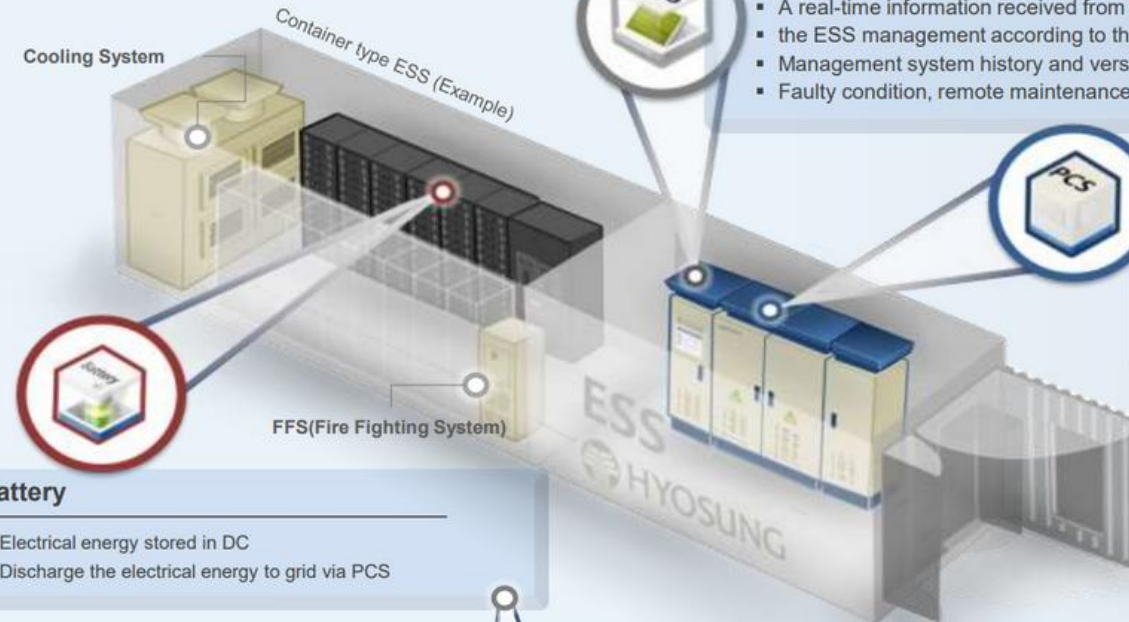 ▪ A real-time information received from
▪ the ESS management according to th
▪ Management system history and vers
▪ Faulty condition, remote maintenance
Cooling System
Container type ESS (Example)
PCS
Battery
FFS(Fire Fighting System)
ESS
HYOSUNG
attery
Electrical energy stored in DC
Discharge the electrical energy to grid via PCS